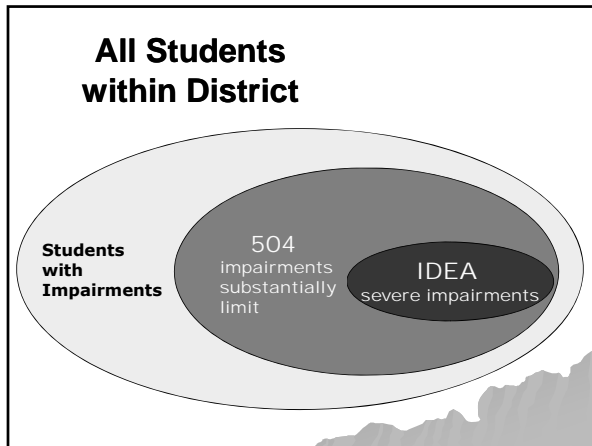 All Students
within District
Students
with
Impairments
504
impairments
substantially
limit
IDEA
severe impairments